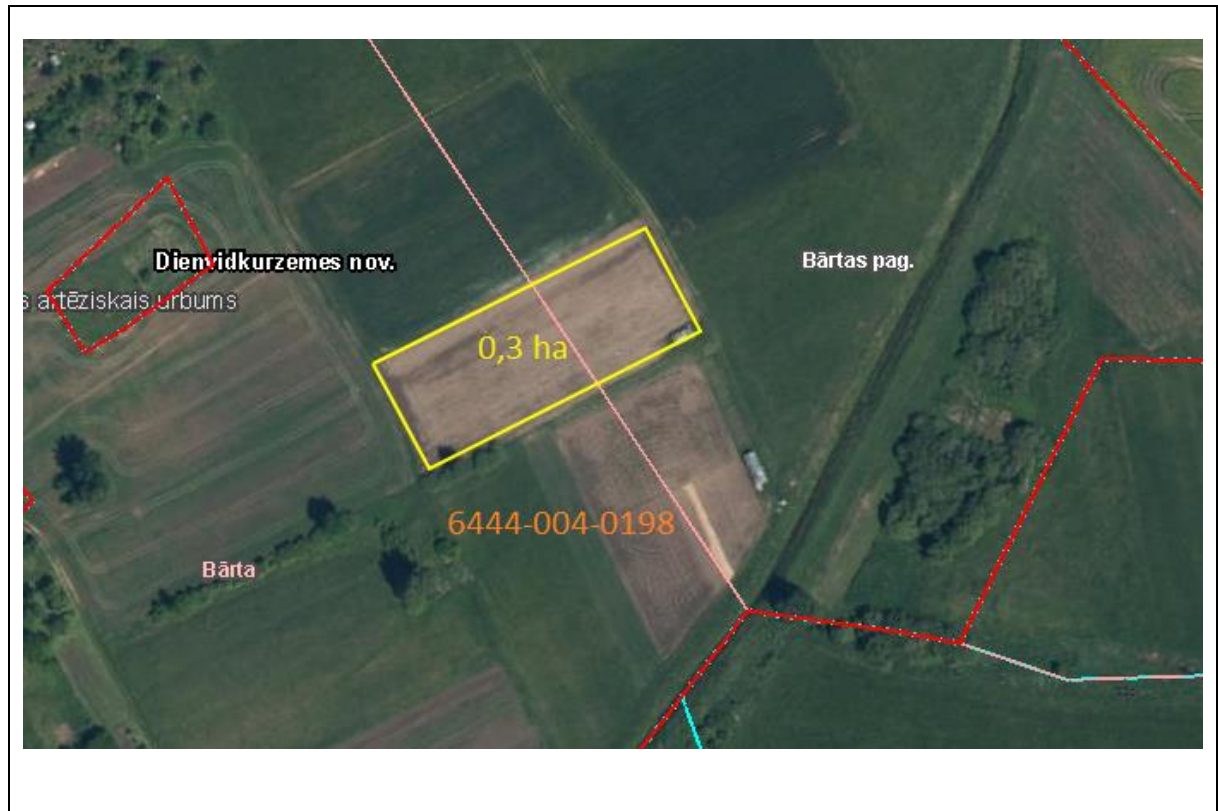 Dienvidkurzemes nov.
Bārtas pag.
s artēziskais urbums
0,3 ha
6444-004-0198
Bārta